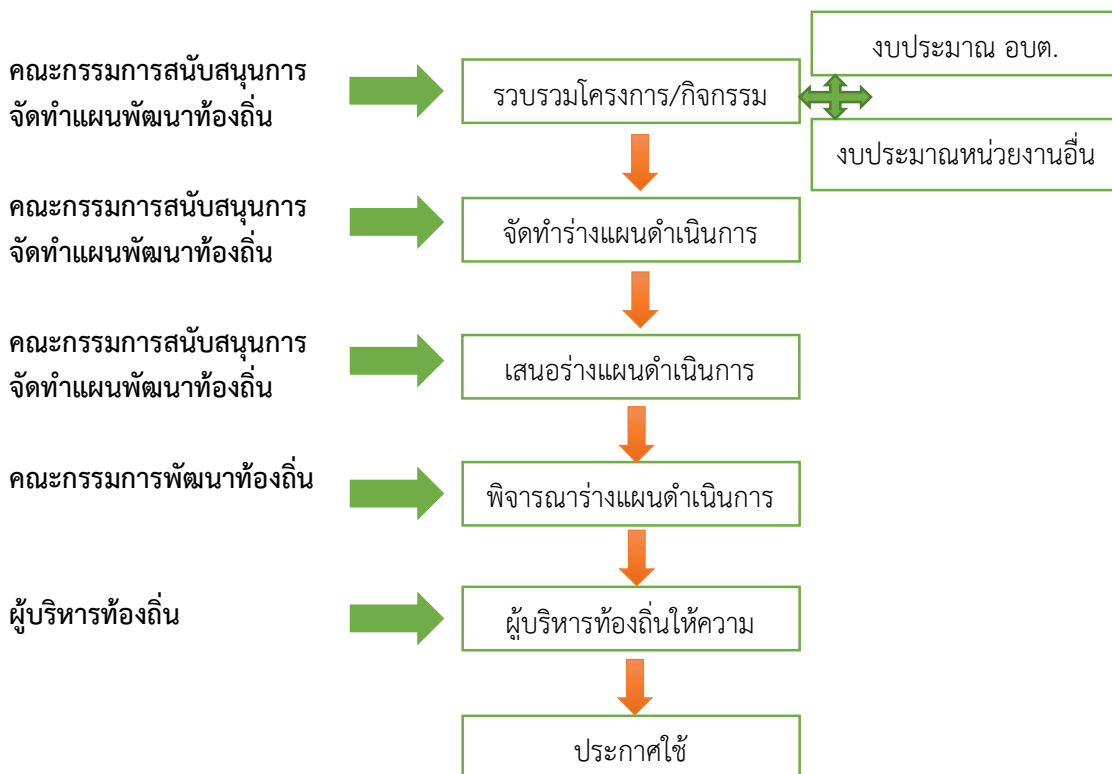 งบประมาณ อบต.
คณะกรรมการสนับสนุนการ
จัดทำแผนพัฒนาท้องถิ่น
รวบรวมโครงการ/กิจกรรม
งบประมาณหน่วยงานอื่น
คณะกรรมการสนับสนุนการ
จัดทำแผนพัฒนาท้องถิ่น
จัดทำร่างแผนดำเนินการ
คณะกรรมการสนับสนุนการ
จัดทำแผนพัฒนาท้องถิ่น
เสนอร่างแผนดำเนินการ
คณะกรรมการพัฒนาท้องถิ่น
พิจารณาร่างแผนดำเนินการ
ผู้บริหารท้องถิ่น
ผู้บริหารท้องถิ่นให้ความ
ประกาศใช้